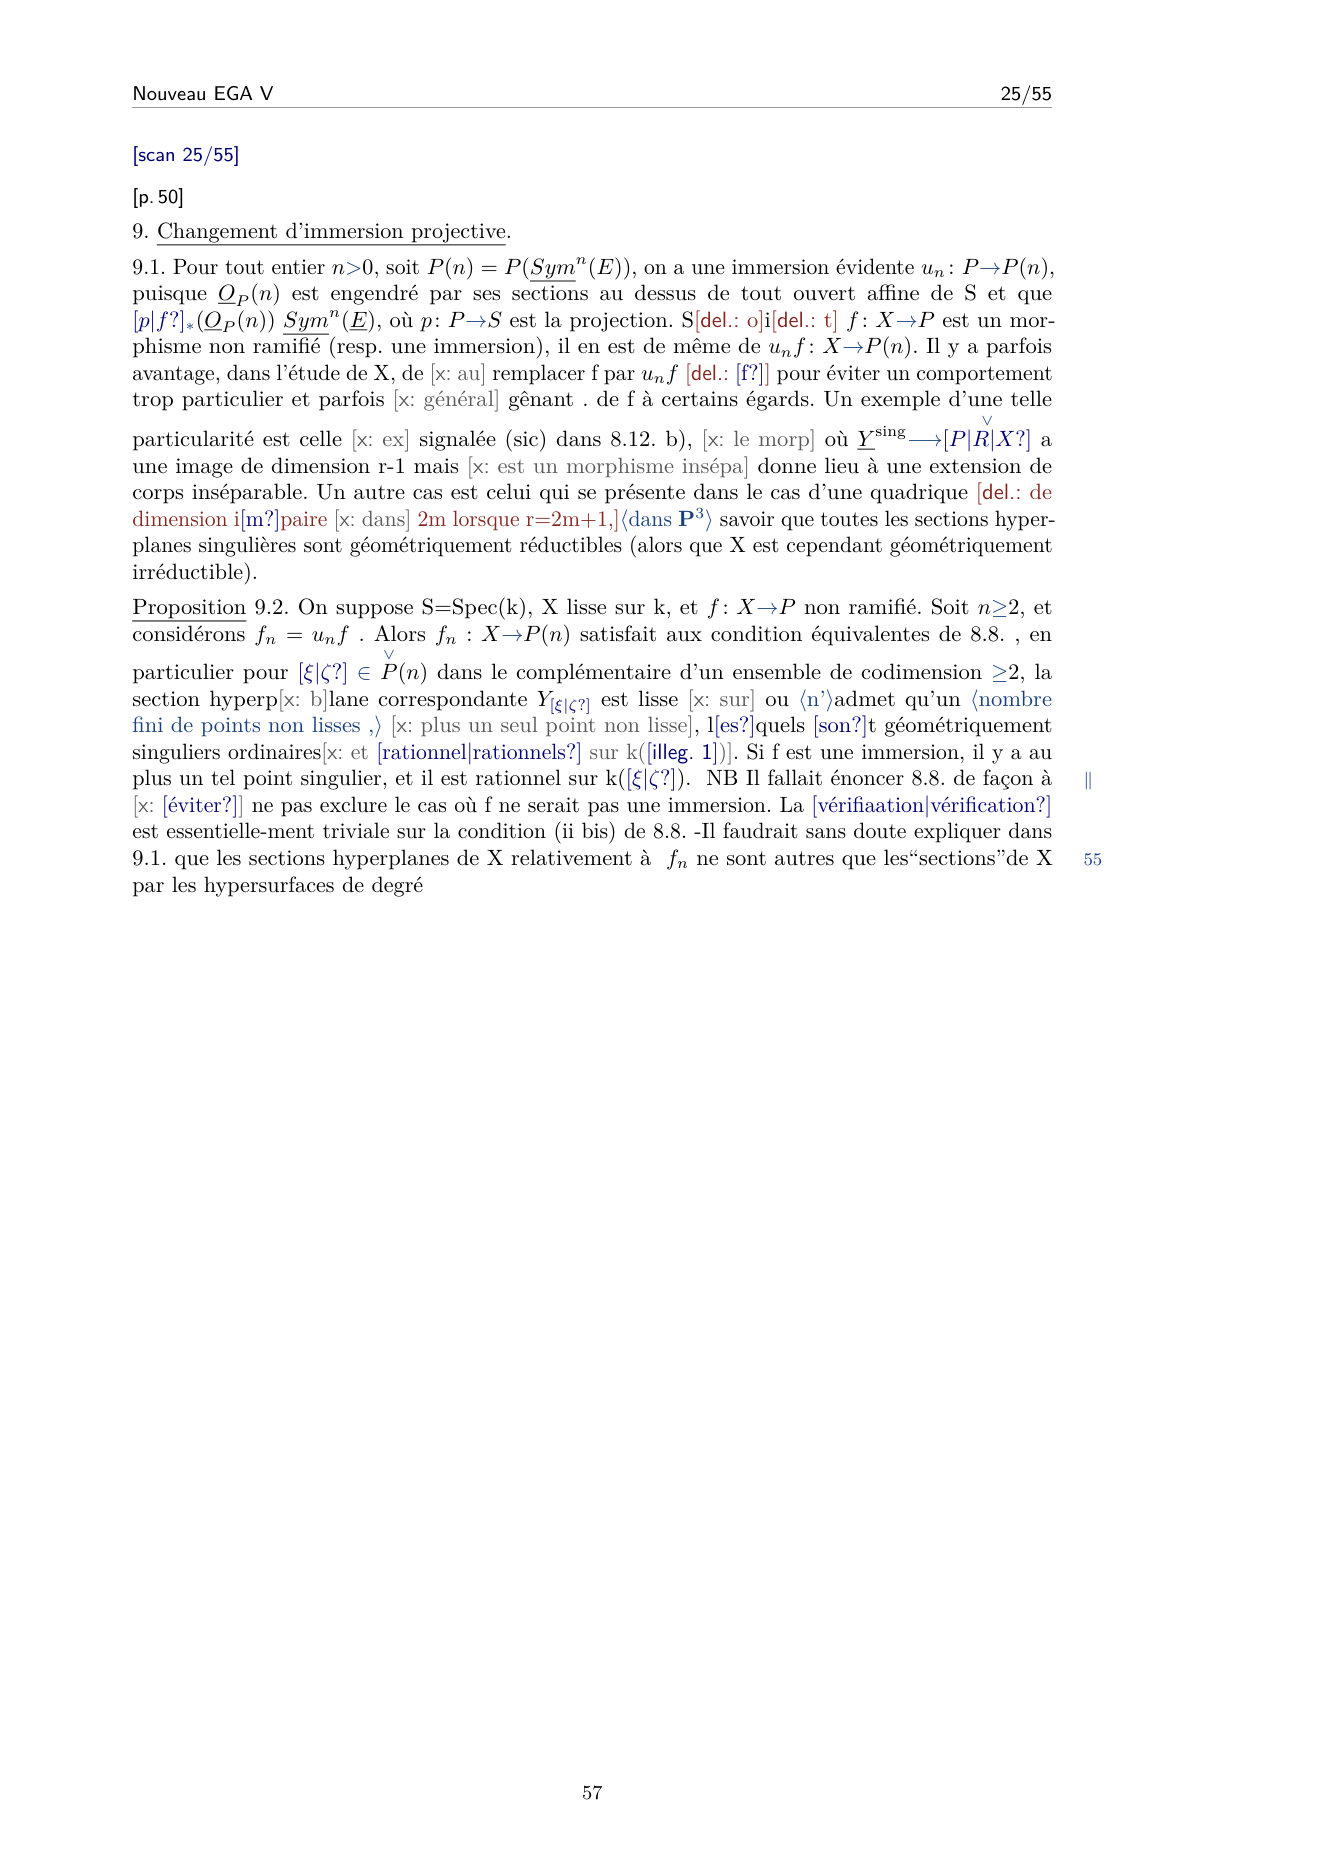 Nouveau EGA V 25/55
[scan 25/55]
[p. 50]
9. Changement d'immersion projective.
9.1. Pour tout entier n>0, soit P(n) = P(Symⁿ(E)), on a une immersion évidente uₙ : P→P(n),
puisque O_P(n) est engendré par ses sections au dessus de tout ouvert affine de S et que
[p|f?]∗(O_P(n)) Symⁿ(E), où p: P→S est la projection. S[del.: o]i[del.: t] f: X→P est un mor-
phisme non ramifié (resp. une immersion), il en est de même de uₙf: X→P(n). Il y a parfois
avantage, dans l'étude de X, de [x: au] remplacer f par uₙf [del.: [f?]] pour éviter un comportement
trop particulier et parfois [x: général] gênant . de f à certains égards. Un exemple d'une telle
particularité est celle [x: ex] signalée (sic) dans 8.12. b), [x: le morp] où Y^sing⟶[P|Ř|X?] a
une image de dimension r-1 mais [x: est un morphisme insépa] donne lieu à une extension de
corps inséparable. Un autre cas est celui qui se présente dans le cas d'une quadrique [del.: de
dimension i[m?]paire [x: dans] 2m lorsque r=2m+1,]⟨dans P³⟩ savoir que toutes les sections hyper-
planes singulières sont géométriquement réductibles (alors que X est cependant géométriquement
irréductible).
Proposition 9.2. On suppose S=Spec(k), X lisse sur k, et f: X→P non ramifié. Soit n≥2, et
considérons fₙ = uₙf . Alors fₙ : X→P(n) satisfait aux condition équivalentes de 8.8. , en
particulier pour [ξ|ζ?] ∈ P̌(n) dans le complémentaire d'un ensemble de codimension ≥2, la
section hyperp[x: b]lane correspondante Y_[ξ|ζ?] est lisse [x: sur] ou ⟨n'⟩admet qu'un ⟨nombre
fini de points non lisses ,⟩ [x: plus un seul point non lisse], l[es?]quels [son?]t géométriquement
singuliers ordinaires[x: et [rationnel|rationnels?] sur k([illeg. 1])]. Si f est une immersion, il y a au
plus un tel point singulier, et il est rationnel sur k([ξ|ζ?]). NB Il fallait énoncer 8.8. de façon à ‖
[x: [éviter?]] ne pas exclure le cas où f ne serait pas une immersion. La [vérifiaation|vérification?]
est essentielle-ment triviale sur la condition (ii bis) de 8.8. -Il faudrait sans doute expliquer dans
9.1. que les sections hyperplanes de X relativement à fₙ ne sont autres que les“sections”de X 55
par les hypersurfaces de degré
57